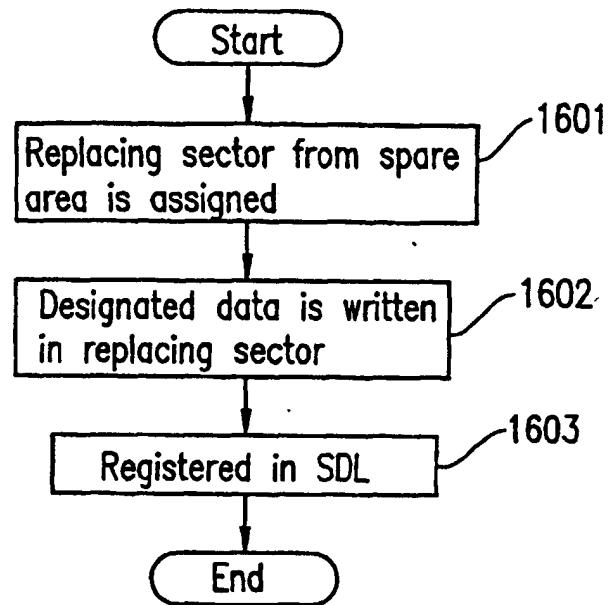 Start
1601
Replacing sector from spare
area is assigned
1602
Designated data is written
in replacing sector
1603
Registered in SDL
End